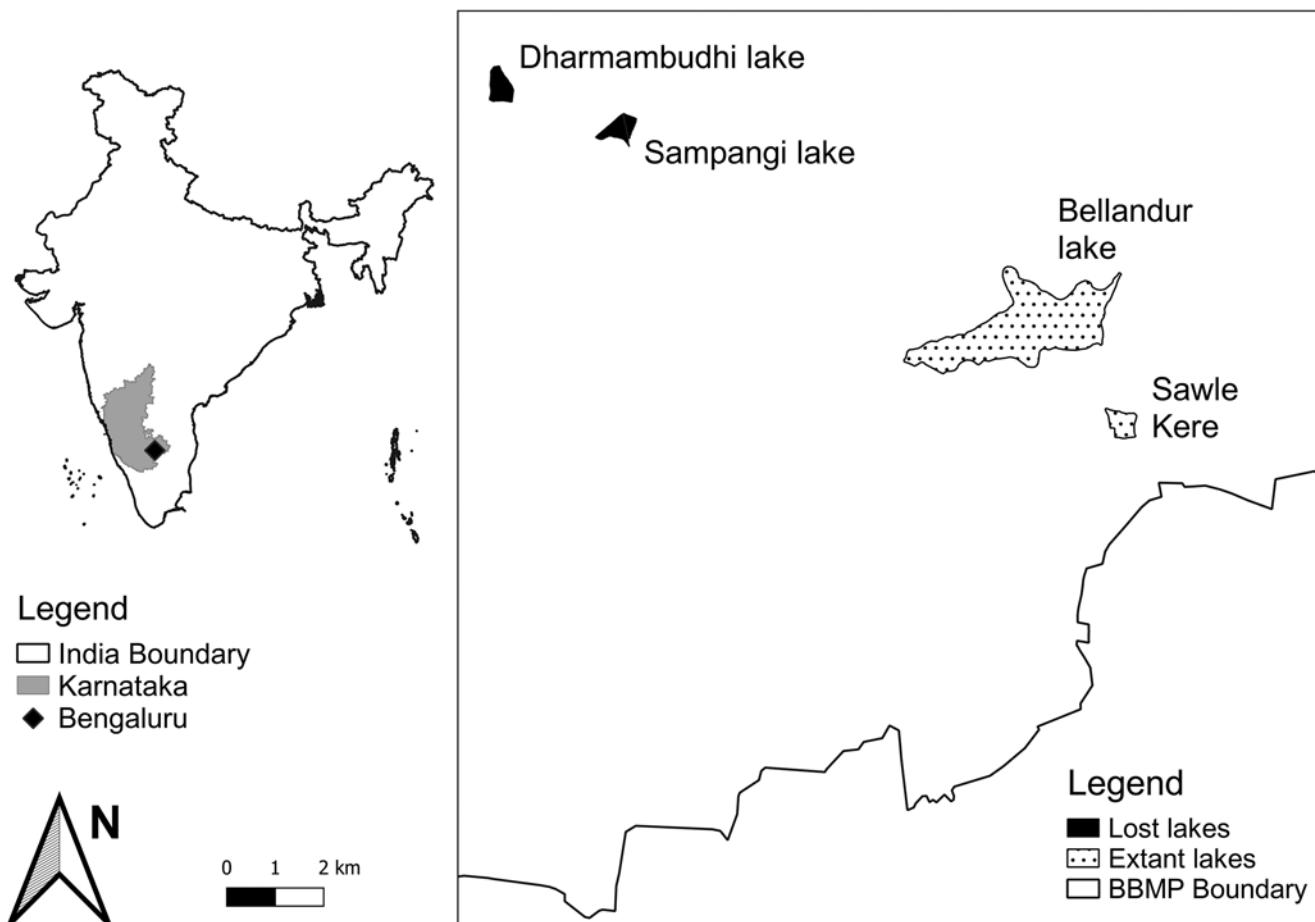 Dharmambudhi lake
Sampangi lake
Bellandur
lake
Sawle
Kere
Legend
India Boundary
Karnataka
Bengaluru
N
0 1 2 km
Legend
Lost lakes
Extant lakes
BBMP Boundary